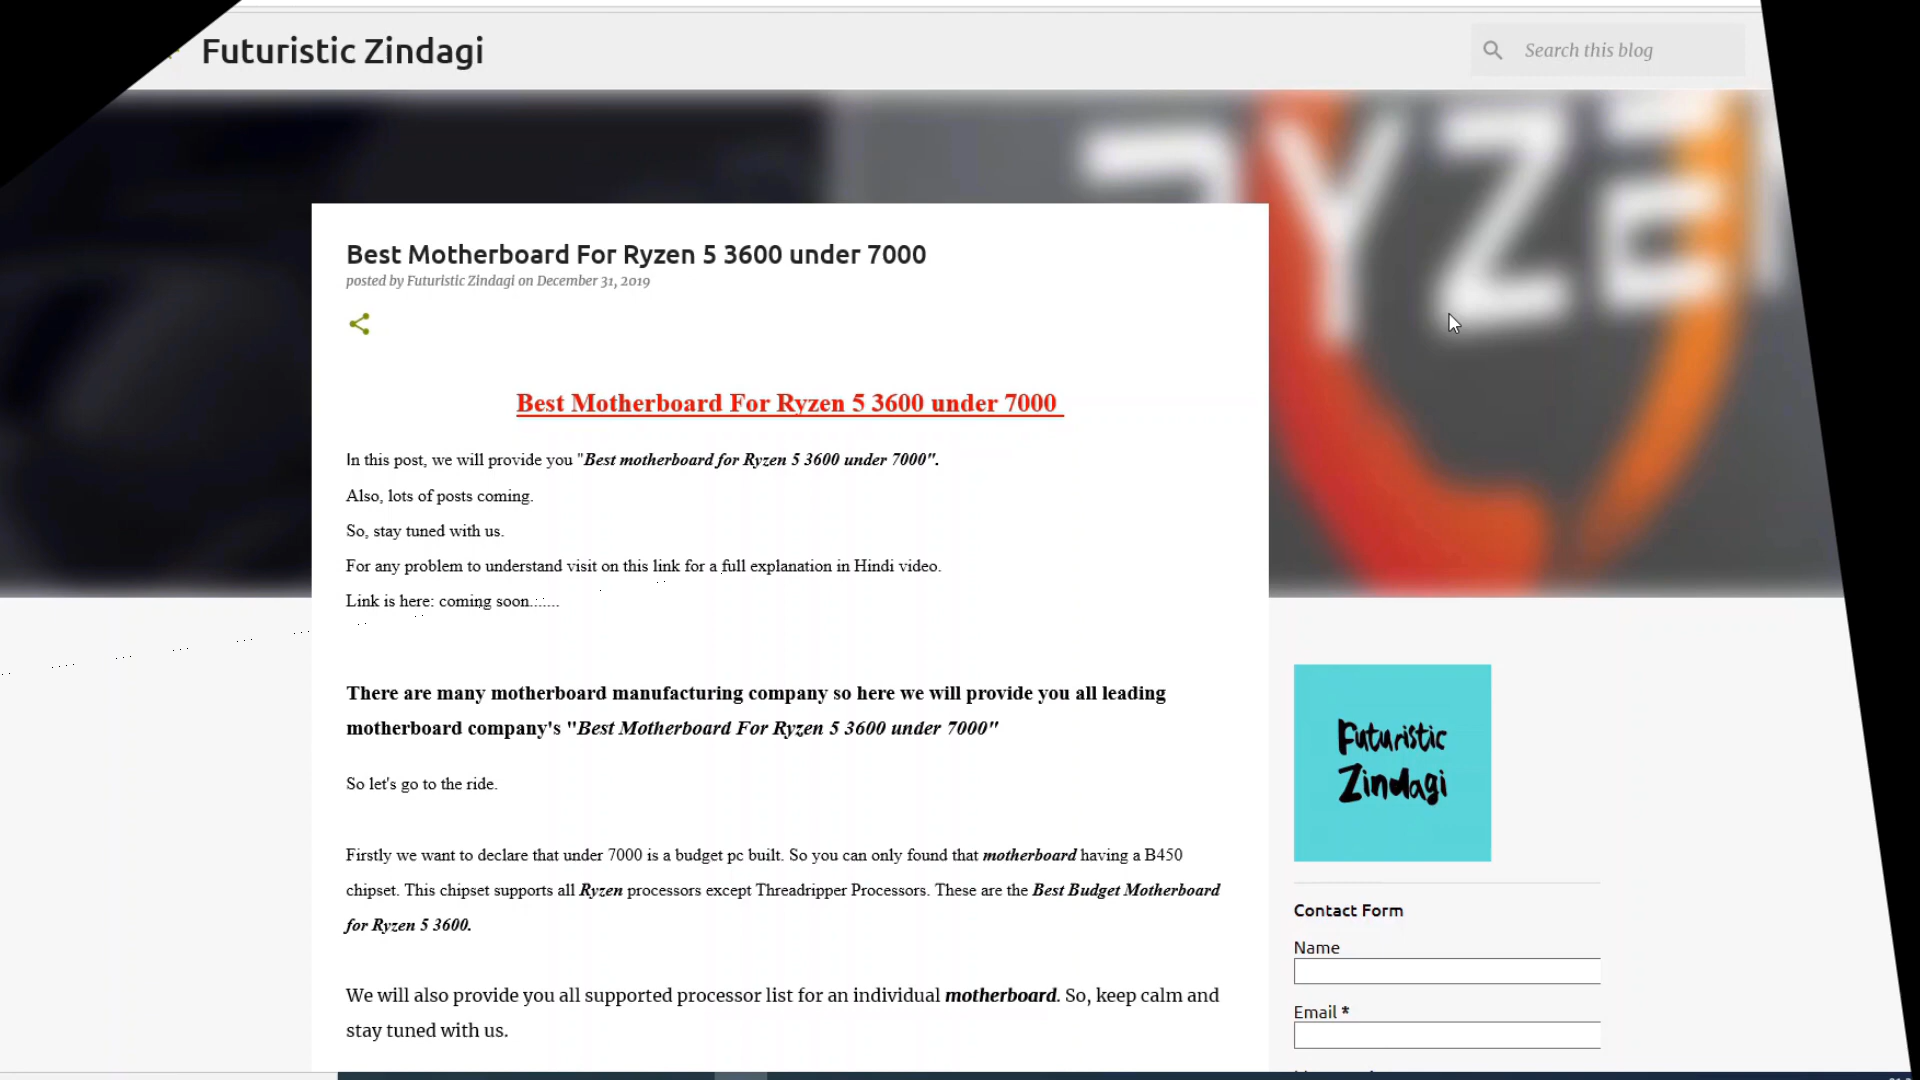 Futuristic Zindagi
Search this blog
RYZEN
Best Motherboard For Ryzen 5 3600 under 7000
posted by Futuristic Zindagi on December 31, 2019
Best Motherboard For Ryzen 5 3600 under 7000
In this post, we will provide you "Best motherboard for Ryzen 5 3600 under 7000".
Also, lots of posts coming.
So, stay tuned with us.
For any problem to understand visit on this link for a full explanation in Hindi video.
Link is here: coming soon.......
There are many motherboard manufacturing company so here we will provide you all leading
motherboard company's "Best Motherboard For Ryzen 5 3600 under 7000"
So let's go to the ride.
Firstly we want to declare that under 7000 is a budget pc built. So you can only found that motherboard having a B450
chipset. This chipset supports all Ryzen processors except Threadripper Processors. These are the Best Budget Motherboard
for Ryzen 5 3600.
We will also provide you all supported processor list for an individual motherboard. So, keep calm and
stay tuned with us.
Futuristic
Zindagi
Contact Form
Name
Email *